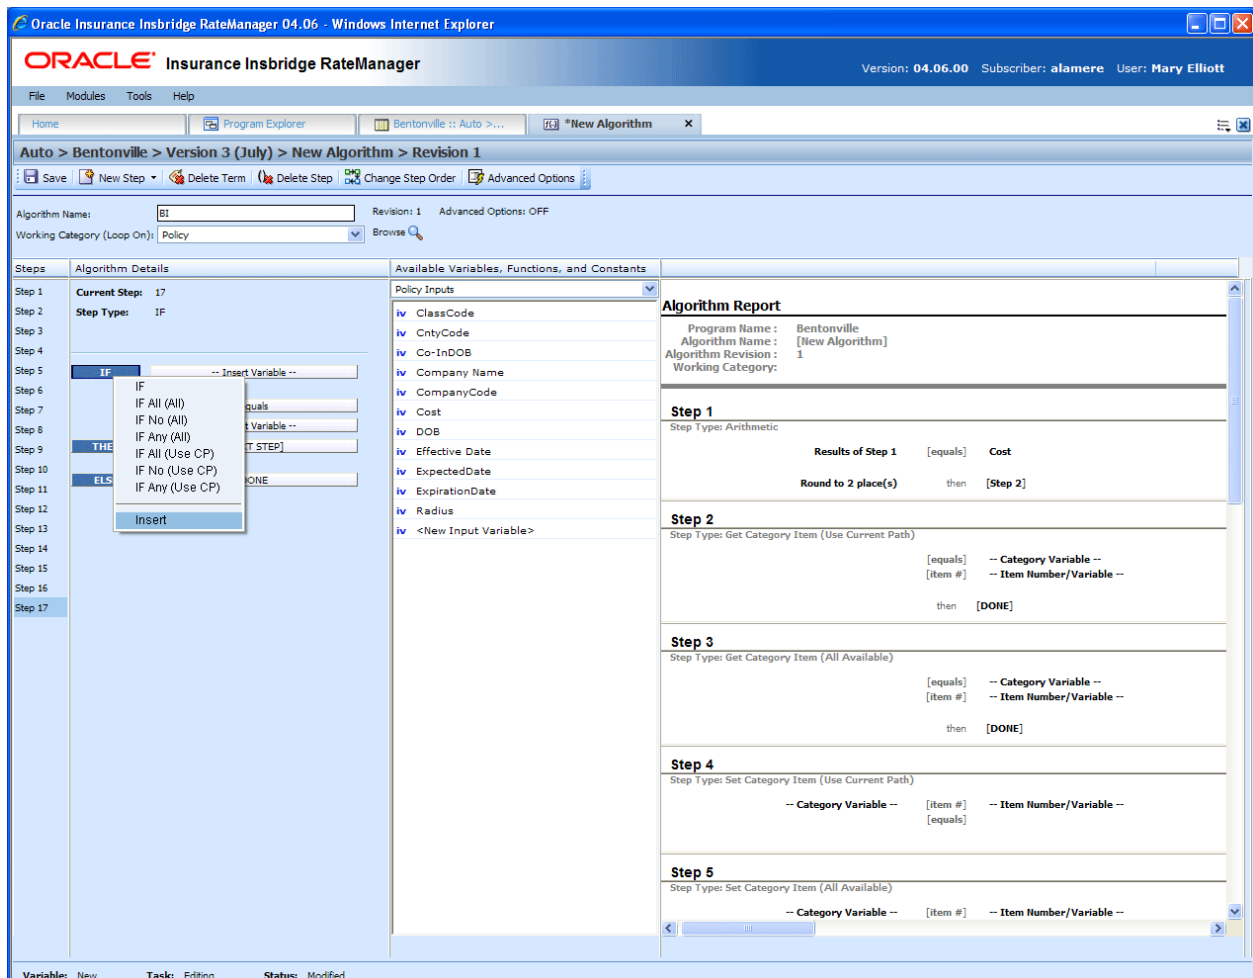 Oracle Insurance Insbridge RateManager 04.06 - Windows Internet Explorer
ORACLE Insurance Insbridge RateManager
Version: 04.06.00 Subscriber: alamere User: Mary Elliott
File Modules Tools Help
Home Program Explorer Bentonville :: Auto >... f(x) *New Algorithm x
Auto > Bentonville > Version 3 (July) > New Algorithm > Revision 1
Save New Step Delete Term Delete Step Change Step Order Advanced Options
Algorithm Name: BI Revision: 1 Advanced Options: OFF
Working Category (Loop On): Policy Browse
Steps Algorithm Details Available Variables, Functions, and Constants
Step 1
Step 2
Step 3
Step 4
Step 5
Step 6
Step 7
Step 8
Step 9
Step 10
Step 11
Step 12
Step 13
Step 14
Step 15
Step 16
Step 17
Current Step: 17
Step Type: IF
IF -- Insert Variable --
quals
t Variable --
THE T STEP]
ELS ONE
IF
IF All (All)
IF No (All)
IF Any (All)
IF All (Use CP)
IF No (Use CP)
IF Any (Use CP)
Insert
Policy Inputs
iv ClassCode
iv CntyCode
iv Co-InDOB
iv Company Name
iv CompanyCode
iv Cost
iv DOB
iv Effective Date
iv ExpectedDate
iv ExpirationDate
iv Radius
iv <New Input Variable>
Algorithm Report
Program Name : Bentonville
Algorithm Name : [New Algorithm]
Algorithm Revision : 1
Working Category:
Step 1
Step Type: Arithmetic
Results of Step 1 [equals] Cost
Round to 2 place(s) then [Step 2]
Step 2
Step Type: Get Category Item (Use Current Path)
[equals] -- Category Variable --
[item #] -- Item Number/Variable --
then [DONE]
Step 3
Step Type: Get Category Item (All Available)
[equals] -- Category Variable --
[item #] -- Item Number/Variable --
then [DONE]
Step 4
Step Type: Set Category Item (Use Current Path)
-- Category Variable -- [item #] -- Item Number/Variable --
[equals]
Step 5
Step Type: Set Category Item (All Available)
-- Category Variable -- [item #] -- Item Number/Variable --
Variable: New Task: Editing Status: Modified